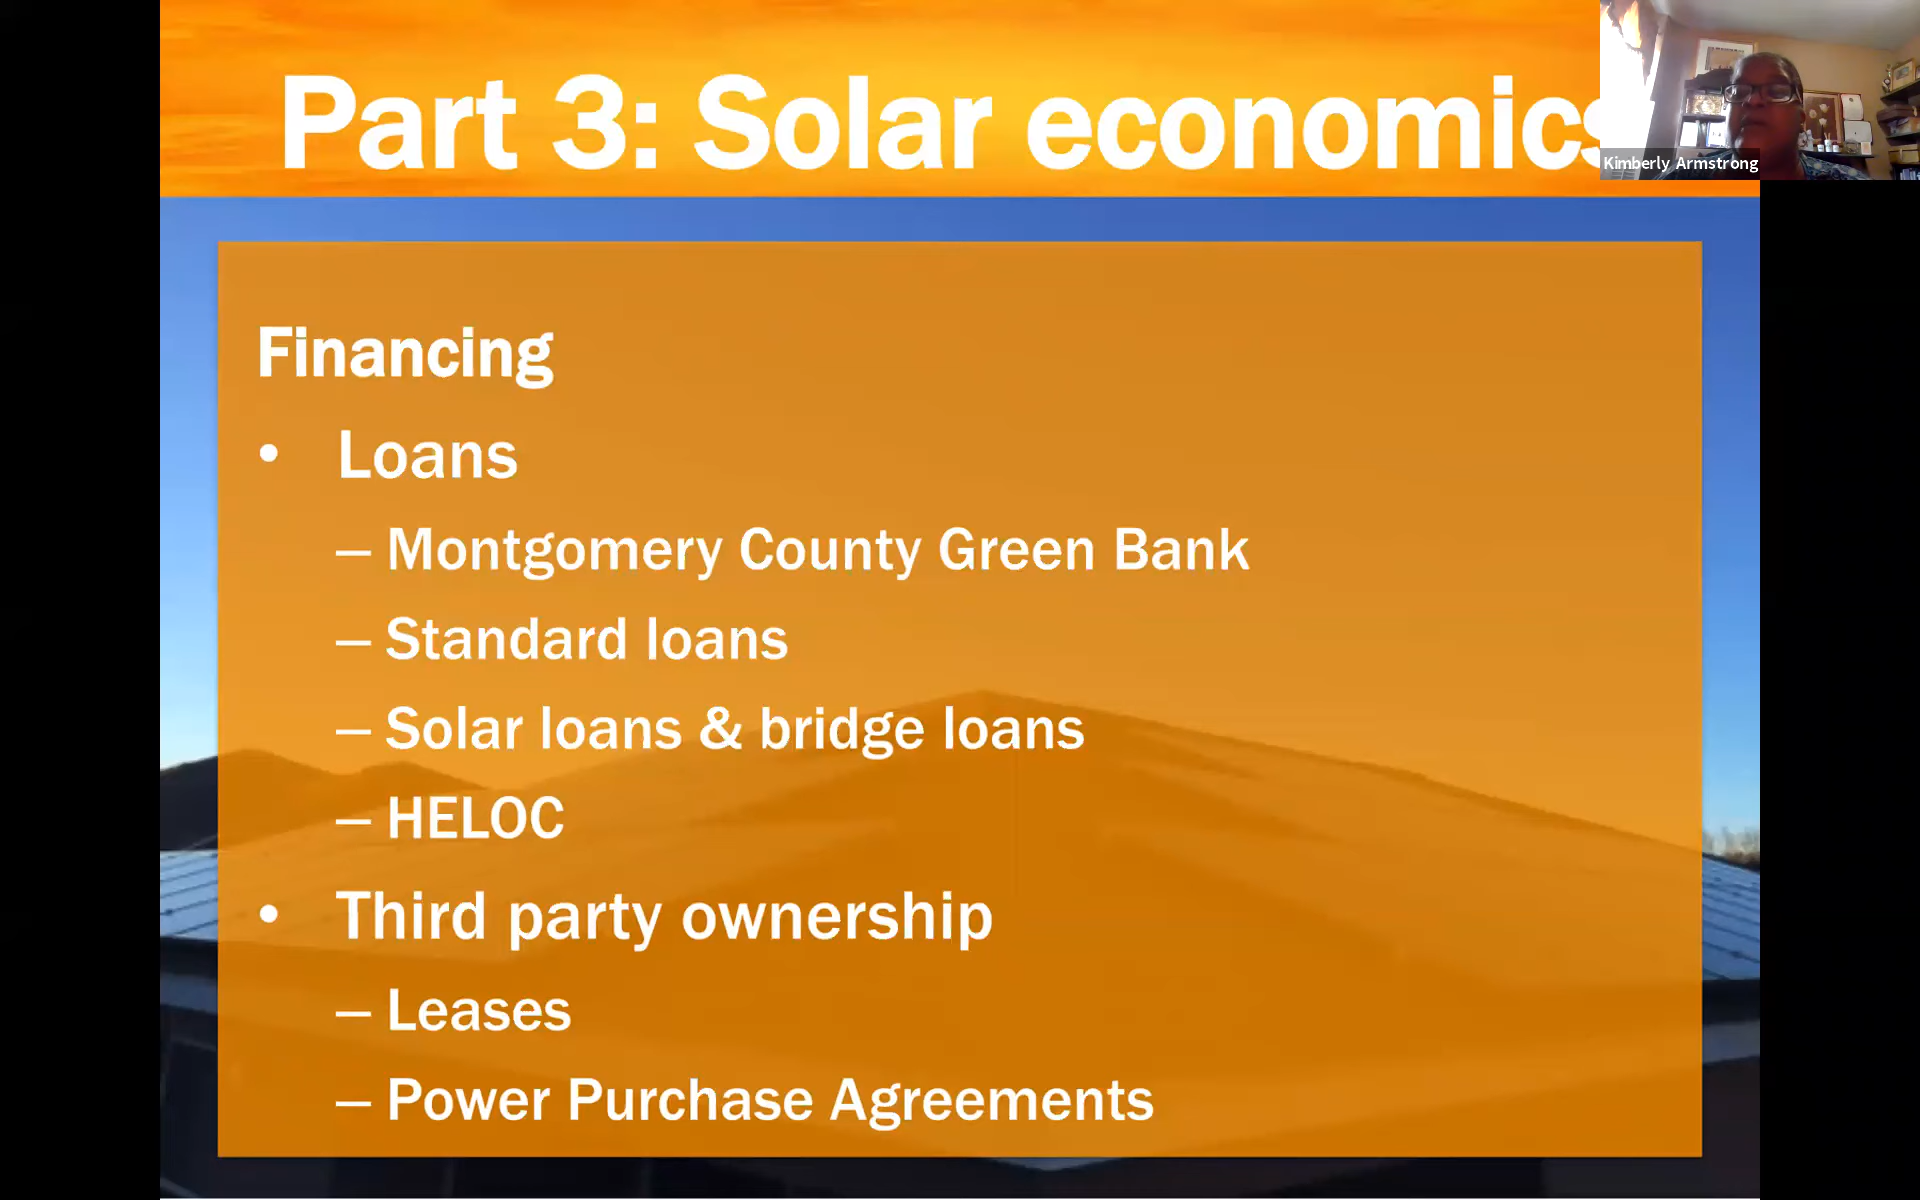 Part 3: Solar economics
Kimberly Armstrong
Financing
• Loans
– Montgomery County Green Bank
– Standard loans
– Solar loans & bridge loans
– HELOC
• Third party ownership
– Leases
– Power Purchase Agreements